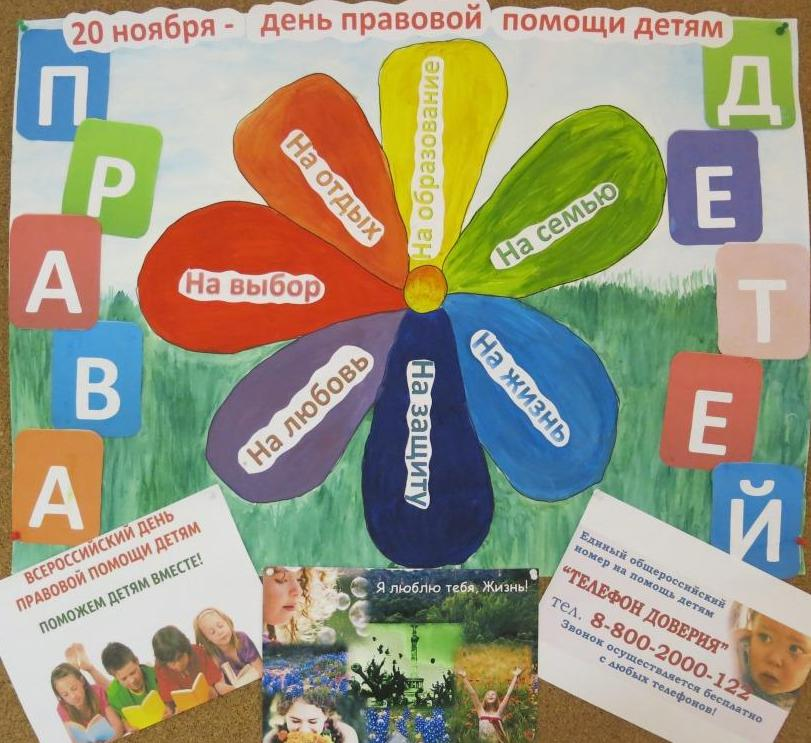 20 ноября - день правовой помощи детям
ПРАВА
ДЕТЕЙ
На отдых
На образование
На семью
На выбор
На любовь
На защиту
На жизнь
ВСЕРОССИЙСКИЙ ДЕНЬ
ПРАВОВОЙ ПОМОЩИ ДЕТЯМ
ПОМОЖЕМ ДЕТЯМ ВМЕСТЕ!
Я люблю тебя, Жизнь!
Единый общероссийский
номер на помощь детям
“ТЕЛЕФОН ДОВЕРИЯ”
тел. 8-800-2000-122
Звонок осуществляется бесплатно
с любых телефонов!